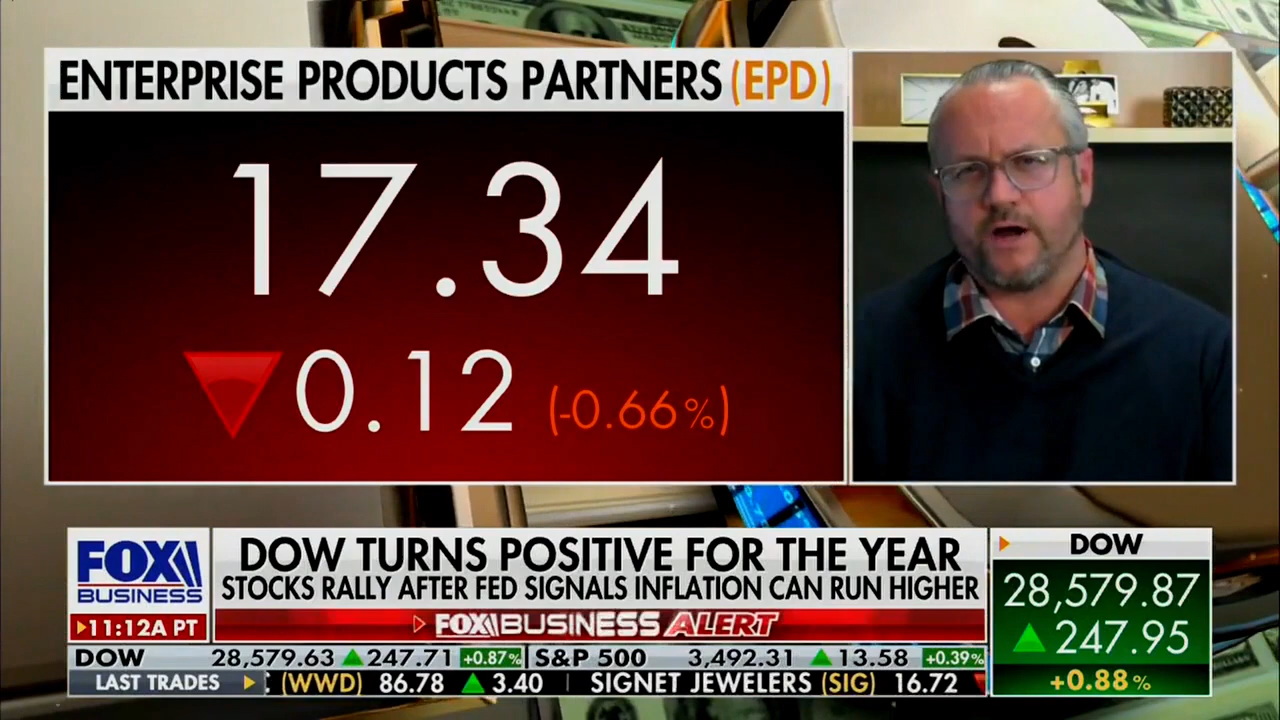 ENTERPRISE PRODUCTS PARTNERS (EPD)
17.34
▼ 0.12 (-0.66%)
FOX BUSINESS
11:12A PT
DOW TURNS POSITIVE FOR THE YEAR
STOCKS RALLY AFTER FED SIGNALS INFLATION CAN RUN HIGHER
FOX BUSINESS ALERT
DOW
28,579.87
▲ 247.95
+0.88%
DOW 28,579.63 ▲ 247.71 +0.87% S&P 500 3,492.31 ▲ 13.58 +0.39%
LAST TRADES (WWD) 86.78 ▲ 3.40 | SIGNET JEWELERS (SIG) 16.72